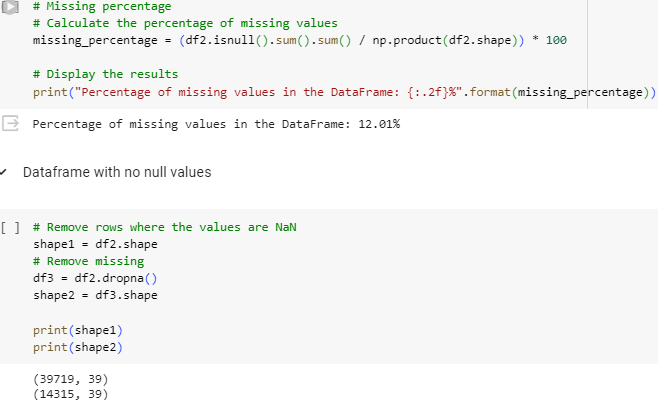 # Missing percentage
# Calculate the percentage of missing values
missing_percentage = (df2.isnull().sum().sum() / np.product(df2.shape)) * 100
# Display the results
print("Percentage of missing values in the DataFrame: {:.2f}%".format(missing_percentage))
Percentage of missing values in the DataFrame: 12.01%
Dataframe with no null values
[ ] # Remove rows where the values are NaN
shape1 = df2.shape
# Remove missing
df3 = df2.dropna()
shape2 = df3.shape
print(shape1)
print(shape2)
(39719, 39)
(14315, 39)